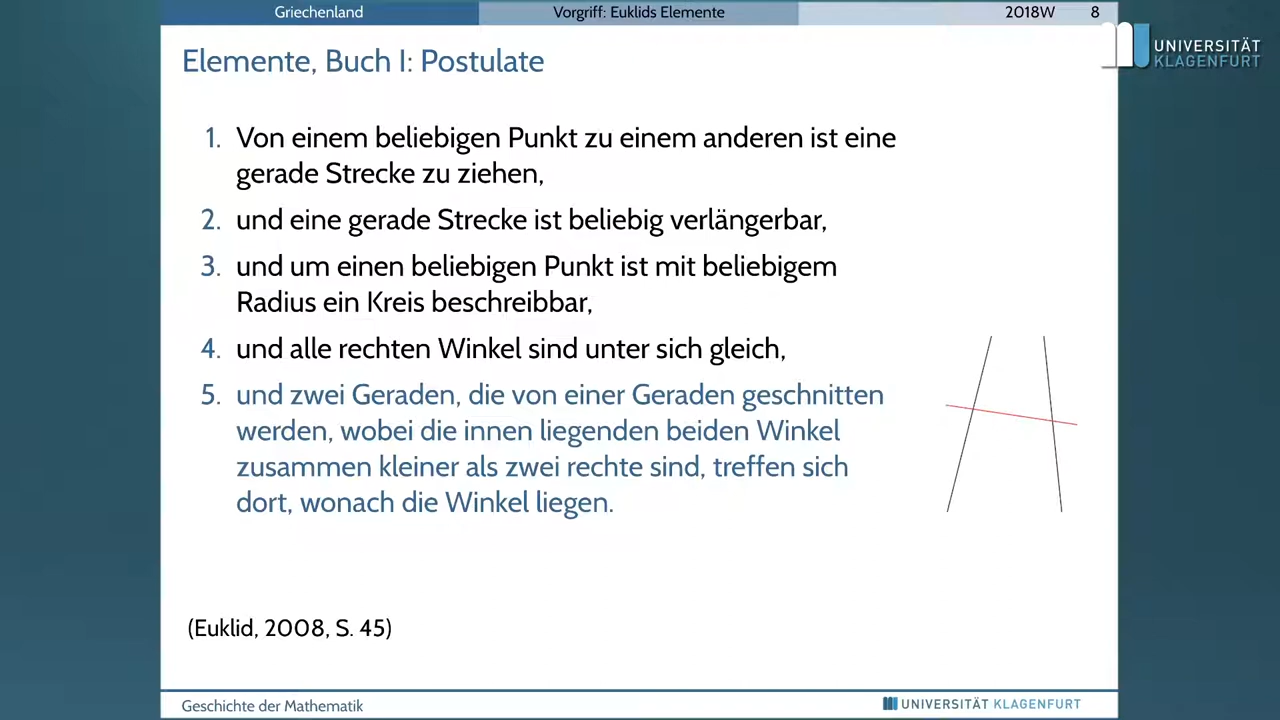 Griechenland
Vorgriff: Euklids Elemente
2018W
8
UNIVERSITÄT
KLAGENFURT
Elemente, Buch I: Postulate
1. Von einem beliebigen Punkt zu einem anderen ist eine
gerade Strecke zu ziehen,
2. und eine gerade Strecke ist beliebig verlängerbar,
3. und um einen beliebigen Punkt ist mit beliebigem
Radius ein Kreis beschreibbar,
4. und alle rechten Winkel sind unter sich gleich,
5. und zwei Geraden, die von einer Geraden geschnitten
werden, wobei die innen liegenden beiden Winkel
zusammen kleiner als zwei rechte sind, treffen sich
dort, wonach die Winkel liegen.
(Euklid, 2008, S. 45)
Geschichte der Mathematik
UNIVERSITÄT KLAGENFURT